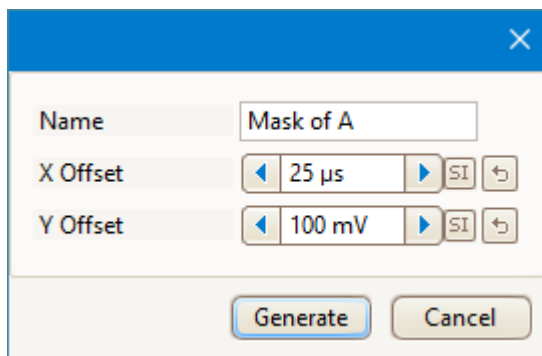 Name Mask of A
X Offset 25 µs SI
Y Offset 100 mV SI
Generate Cancel